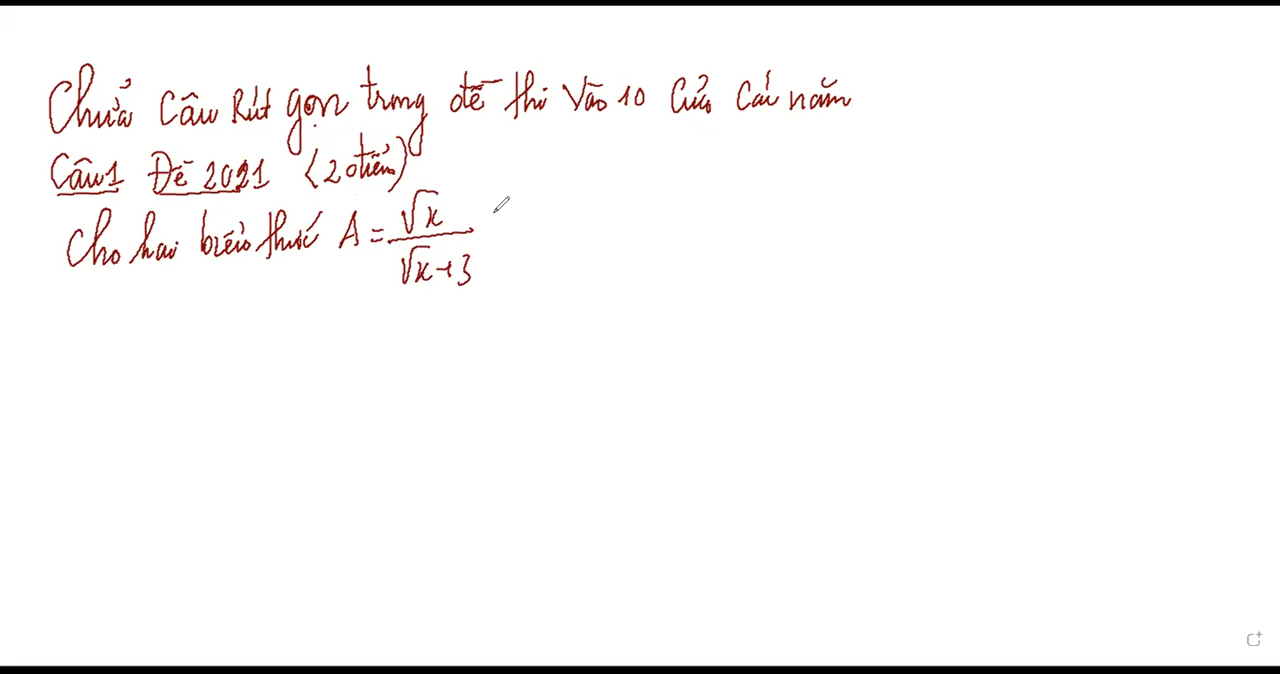 Chữa Câu Rút gọn trong đề thi vào 10 của các năm
Câu 1 Đề 2021 (2 điểm)
Cho hai biểu thức A = √x / (√x + 3)